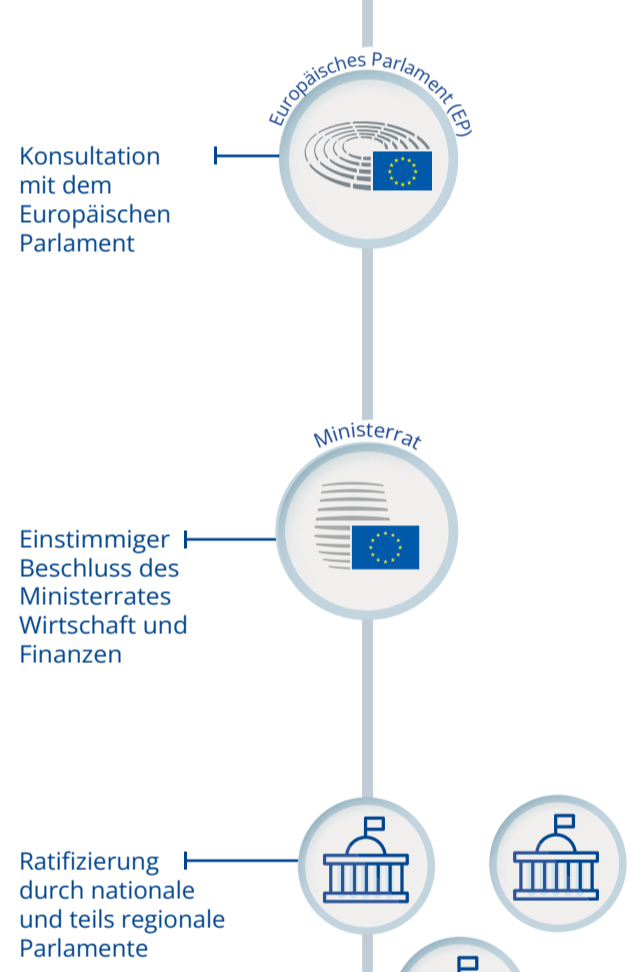 Europäisches Parlament (EP)
Konsultation
mit dem
Europäischen
Parlament
Ministerrat
Einstimmiger
Beschluss des
Ministerrates
Wirtschaft und
Finanzen
Ratifizierung
durch nationale
und teils regionale
Parlamente